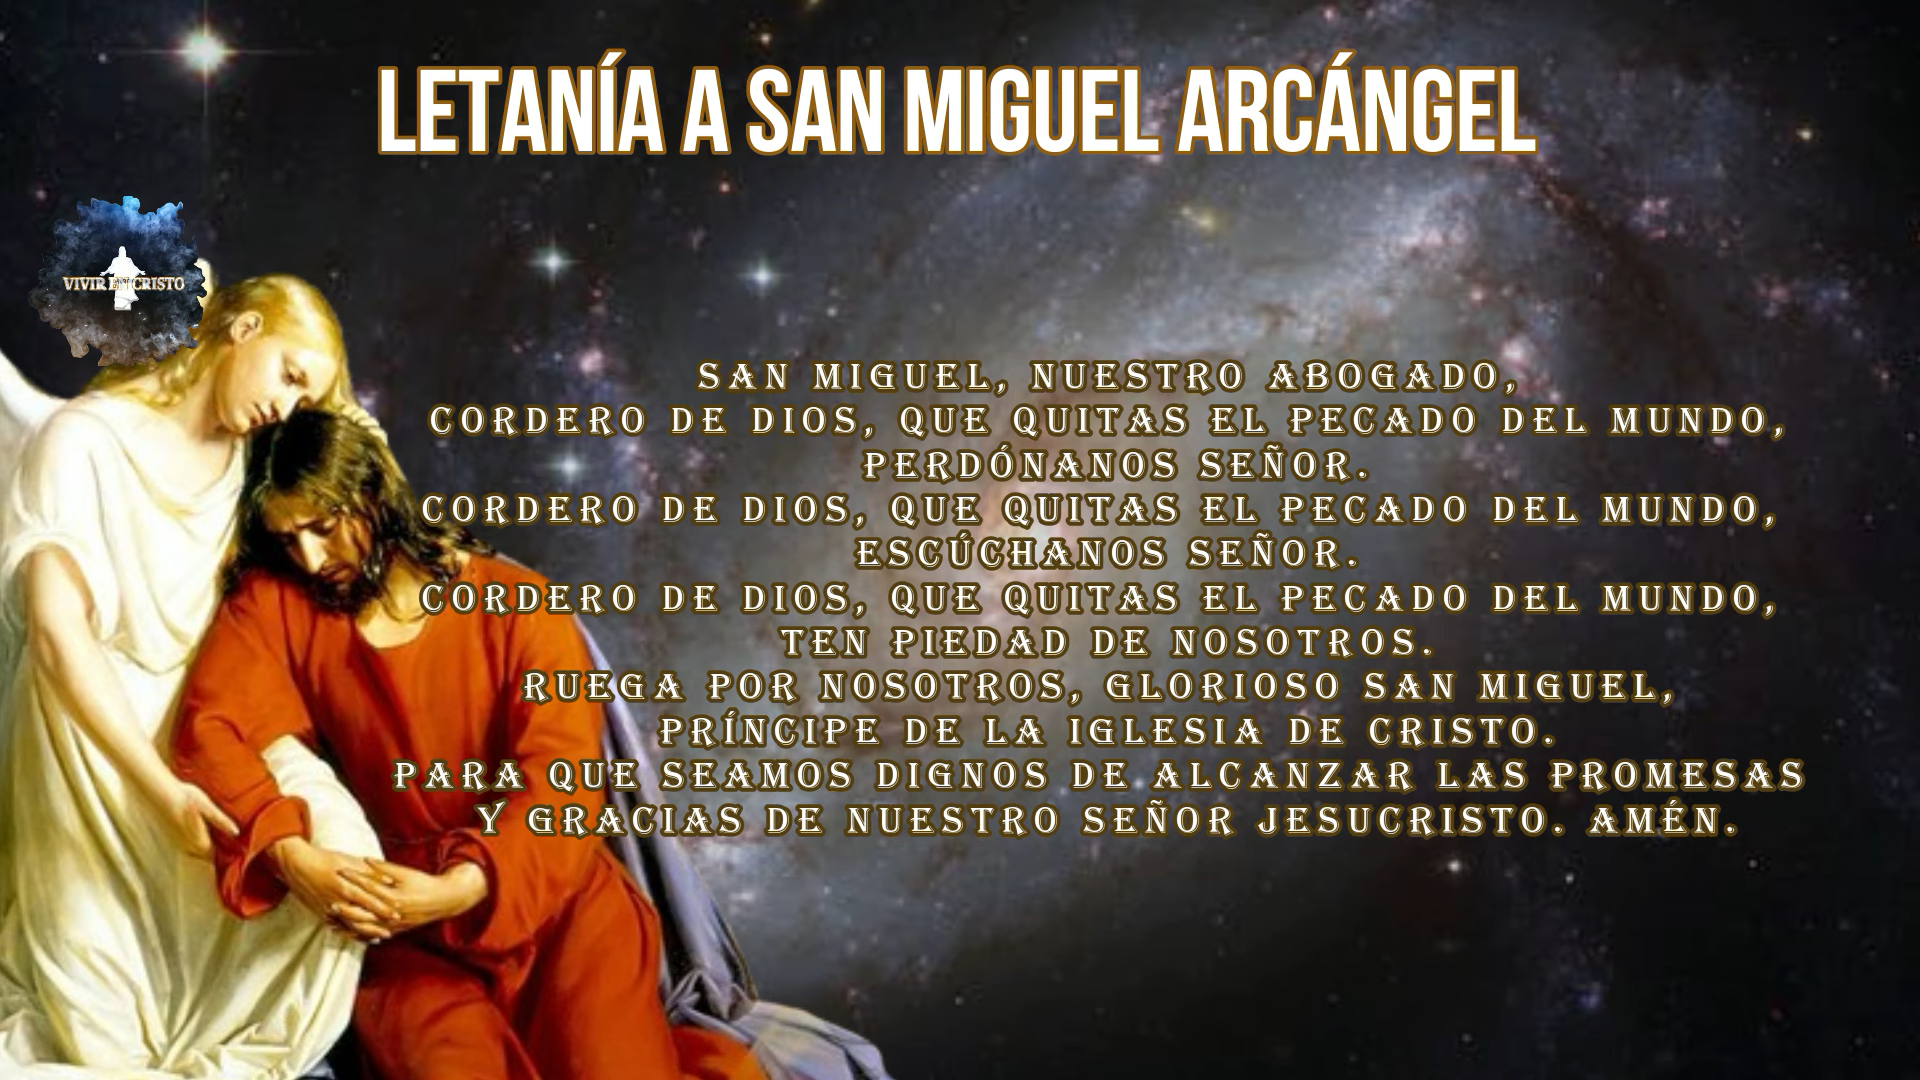 LETANÍA A SAN MIGUEL ARCÁNGEL
VIVIR EN CRISTO
SAN MIGUEL, NUESTRO ABOGADO,
CORDERO DE DIOS, QUE QUITAS EL PECADO DEL MUNDO,
PERDÓNANOS SEÑOR.
CORDERO DE DIOS, QUE QUITAS EL PECADO DEL MUNDO,
ESCÚCHANOS SEÑOR.
CORDERO DE DIOS, QUE QUITAS EL PECADO DEL MUNDO,
TEN PIEDAD DE NOSOTROS.
RUEGA POR NOSOTROS, GLORIOSO SAN MIGUEL,
PRÍNCIPE DE LA IGLESIA DE CRISTO.
PARA QUE SEAMOS DIGNOS DE ALCANZAR LAS PROMESAS
Y GRACIAS DE NUESTRO SEÑOR JESUCRISTO. AMÉN.